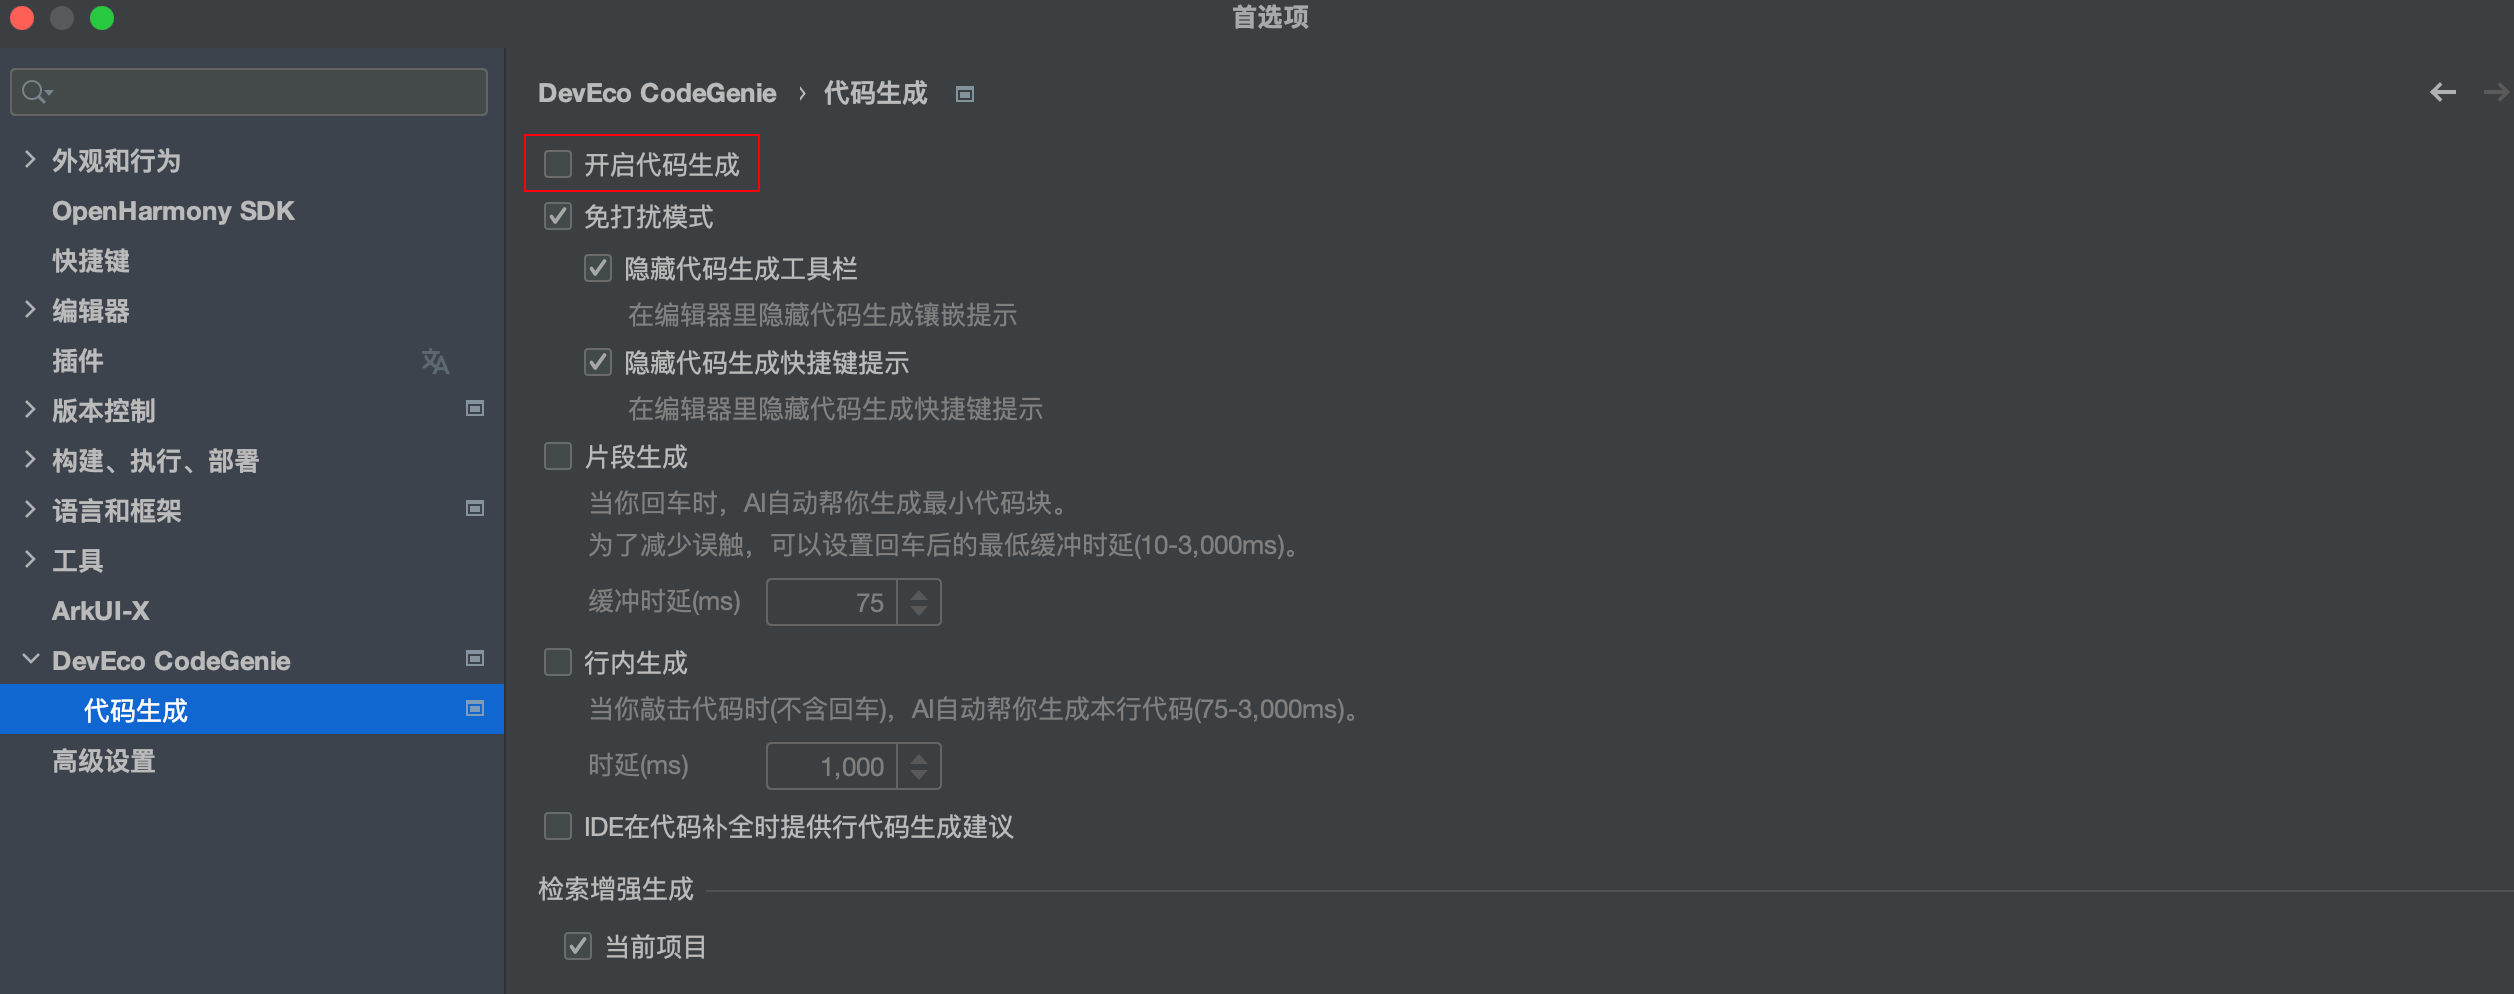 首选项
外观和行为
OpenHarmony SDK
快捷键
编辑器
插件
版本控制
构建、执行、部署
语言和框架
工具
ArkUI-X
DevEco CodeGenie
代码生成
高级设置
DevEco CodeGenie › 代码生成
开启代码生成
免打扰模式
隐藏代码生成工具栏
在编辑器里隐藏代码生成镶嵌提示
隐藏代码生成快捷键提示
在编辑器里隐藏代码生成快捷键提示
片段生成
当你回车时，AI自动帮你生成最小代码块。
为了减少误触，可以设置回车后的最低缓冲时延(10-3,000ms)。
缓冲时延(ms) 75
行内生成
当你敲击代码时(不含回车)，AI自动帮你生成本行代码(75-3,000ms)。
时延(ms) 1,000
IDE在代码补全时提供行代码生成建议
检索增强生成
当前项目